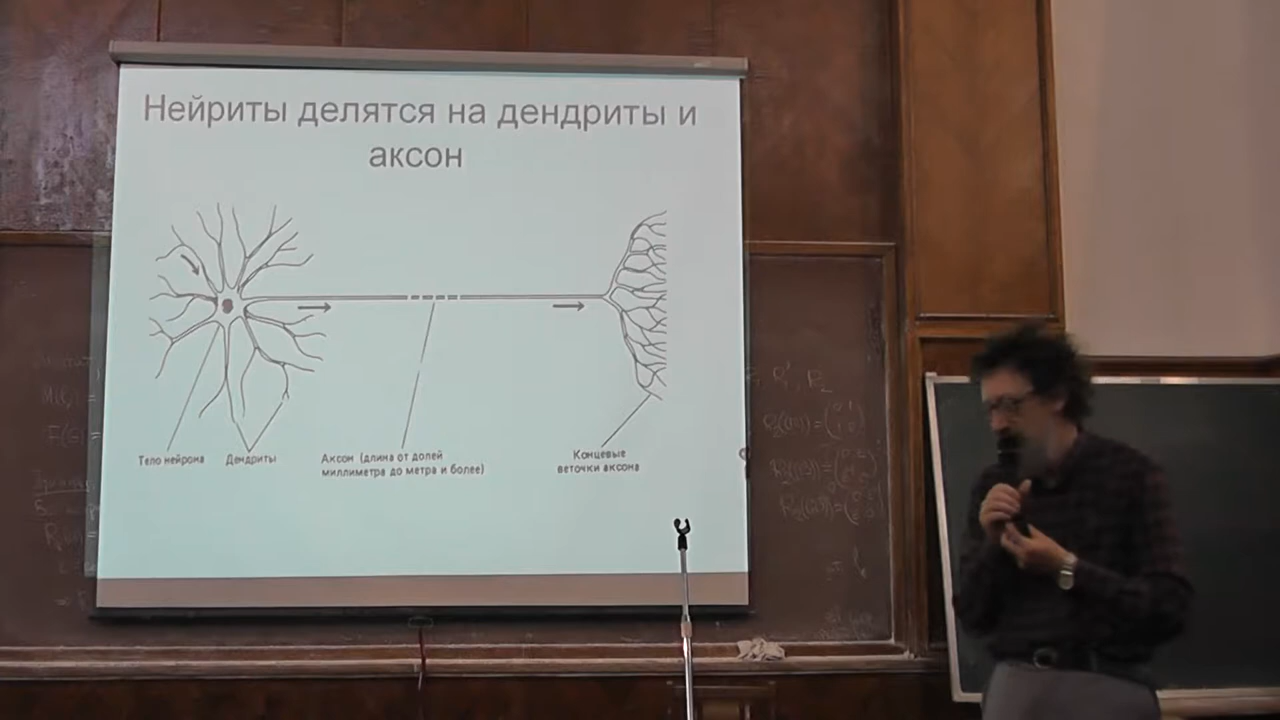 Нейриты делятся на дендриты и
аксон
Тело нейрона
Дендриты
Аксон (длина от долей
миллиметра до метра и более)
Концевые
веточки аксона